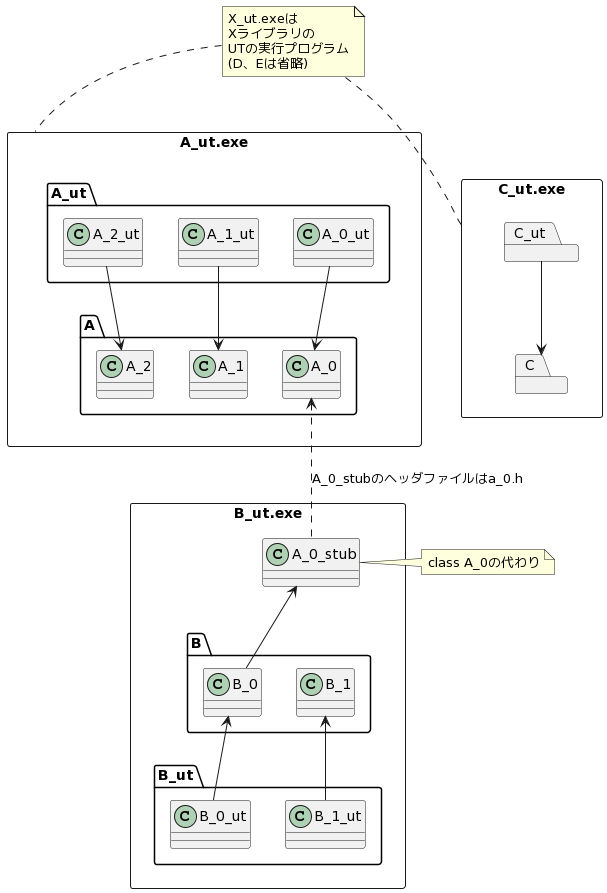 X_ut.exeは
Xライブラリの
UTの実行プログラム
(D、Eは省略)
A_ut.exe
A_ut
C A_2_ut
C A_1_ut
C A_0_ut
A
C A_2
C A_1
C A_0
C_ut.exe
C_ut
C
A_0_stubのヘッダファイルはa_0.h
B_ut.exe
C A_0_stub
class A_0の代わり
B
C B_0
C B_1
B_ut
C B_0_ut
C B_1_ut